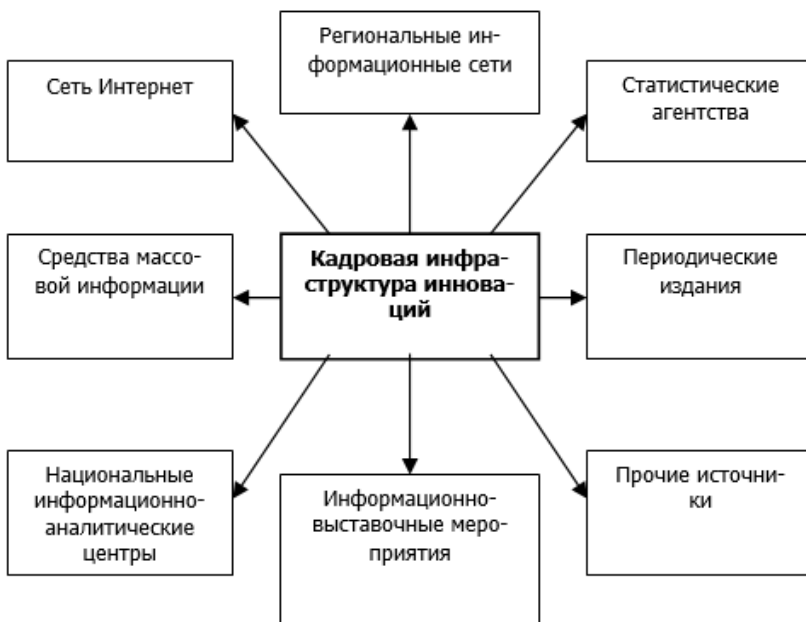 Региональные ин-
формационные сети
Сеть Интернет
Статистические
агентства
Средства массо-
вой информации
Кадровая инфра-
структура иннова-
ций
Периодические
издания
Национальные
информационно-
аналитические
центры
Информационно-
выставочные меро-
приятия
Прочие источни-
ки